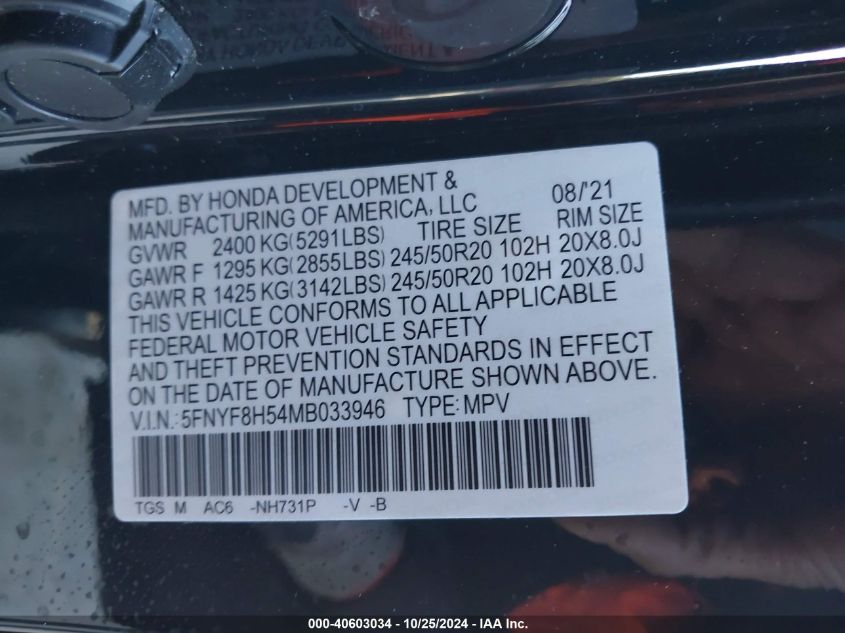 MFD. BY HONDA DEVELOPMENT & 08/'21
MANUFACTURING OF AMERICA, LLC
GVWR 2400 KG(5291LBS) TIRE SIZE RIM SIZE
GAWR F 1295 KG(2855LBS) 245/50R20 102H 20X8.0J
GAWR R 1425 KG(3142LBS) 245/50R20 102H 20X8.0J
THIS VEHICLE CONFORMS TO ALL APPLICABLE
FEDERAL MOTOR VEHICLE SAFETY
AND THEFT PREVENTION STANDARDS IN EFFECT
ON THE DATE OF MANUFACTURE SHOWN ABOVE.
V.I.N.: 5FNYF8H54MB033946 TYPE: MPV
TGS M AC6 -NH731P -V -B
000-40603034 - 10/25/2024 - IAA Inc.